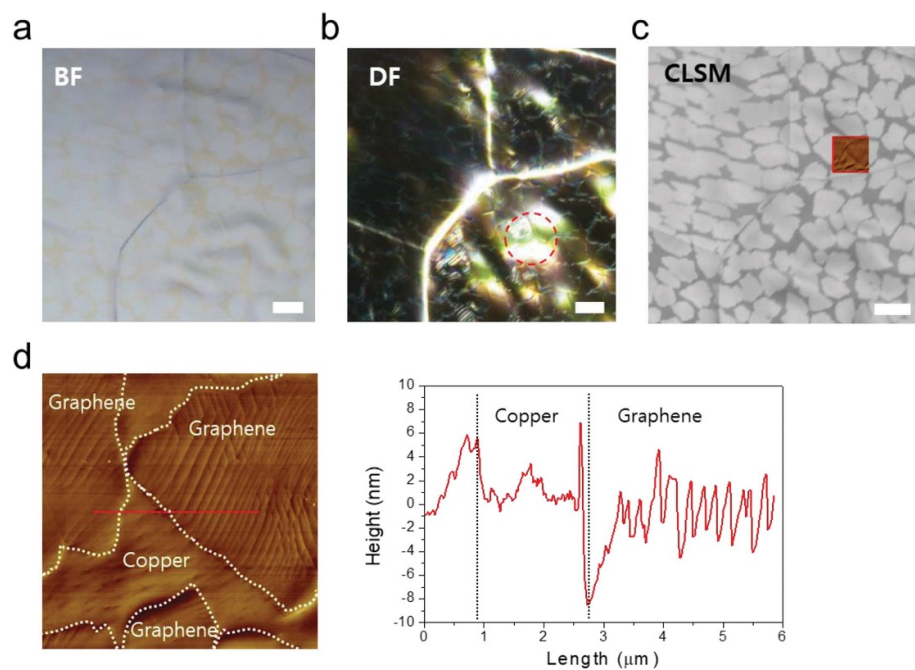 a
BF
b
DF
c
CLSM
d
Graphene
Graphene
Copper
Graphene
10
8
6
4
2
0
-2
-4
-6
-8
-10
Height (nm)
Copper
Graphene
0
1
2
3
4
5
6
Length (μm)